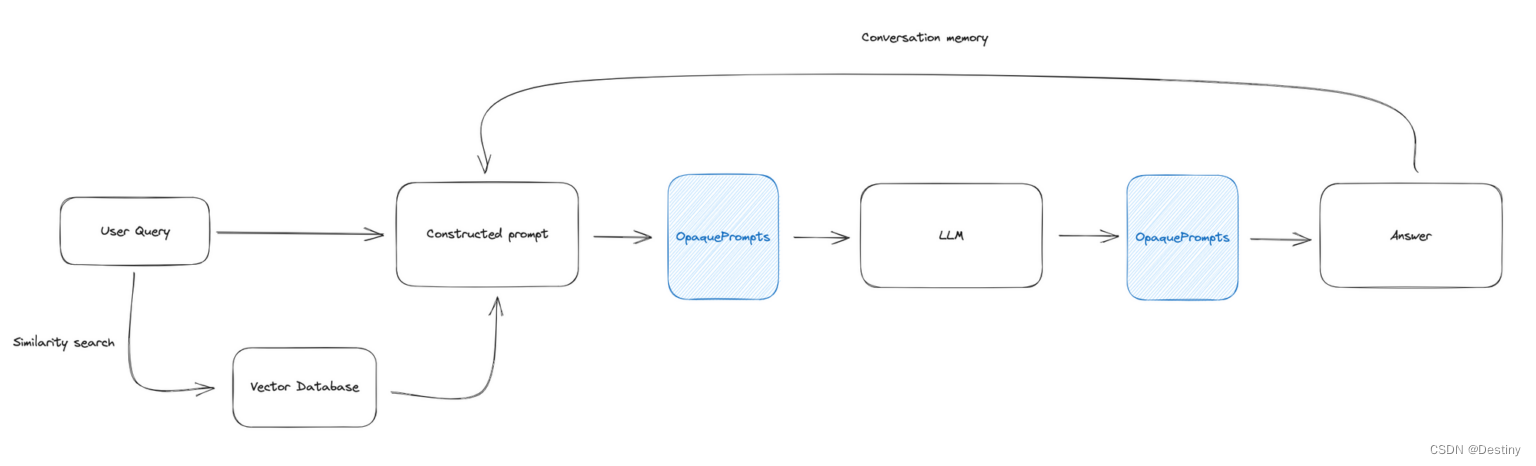 Conversation memory
User Query
Constructed prompt
OpaquePrompts
LLM
OpaquePrompts
Answer
Similarity search
Vector Database
CSDN @Destiny